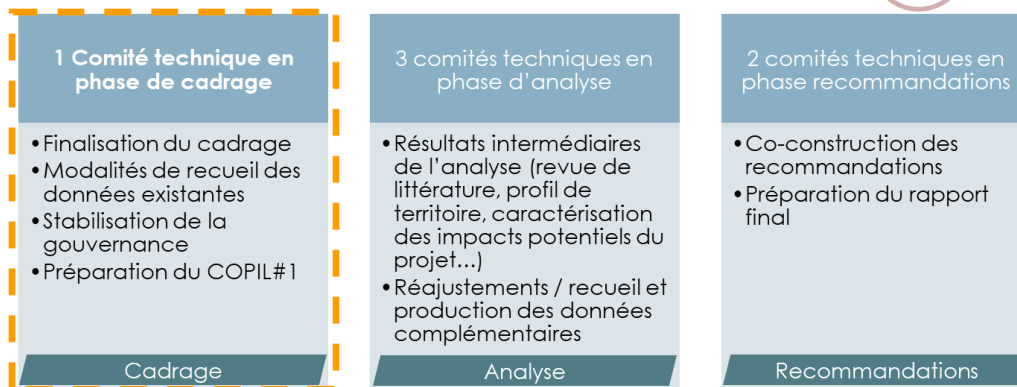 1 Comité technique en
phase de cadrage
•Finalisation du cadrage
•Modalités de recueil des
données existantes
•Stabilisation de la
gouvernance
•Préparation du COPIL#1
Cadrage
3 comités techniques en
phase d’analyse
•Résultats intermédiaires
de l’analyse (revue de
littérature, profil de
territoire, caractérisation
des impacts potentiels du
projet...)
•Réajustements / recueil et
production des données
complémentaires
Analyse
2 comités techniques en
phase recommandations
•Co-construction des
recommandations
•Préparation du rapport
final
Recommandations